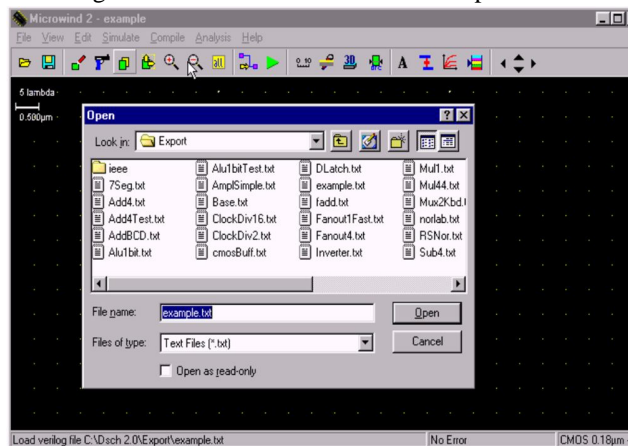 Microwind 2 - example
File View Edit Simulate Compile Analysis Help
5 lambda
0.500µm
Open
Look in: Export
ieee Alu1bitTest.txt DLatch.txt Mul1.txt
7Seg.txt AmplSimple.txt example.txt Mul44.txt
Add4.txt Base.txt fadd.txt Mux2Kbd.
Add4Test.txt ClockDiv16.txt Fanout1Fast.txt norlab.txt
AddBCD.txt ClockDiv2.txt Fanout4.txt RSNor.txt
Alu1bit.txt cmosBuff.txt Inverter.txt Sub4.txt
File name: example.txt Open
Files of type: Text Files (*.txt) Cancel
Open as read-only
Load verilog file C:\Dsch 2.0\Export\example.txt No Error CMOS 0.18µm